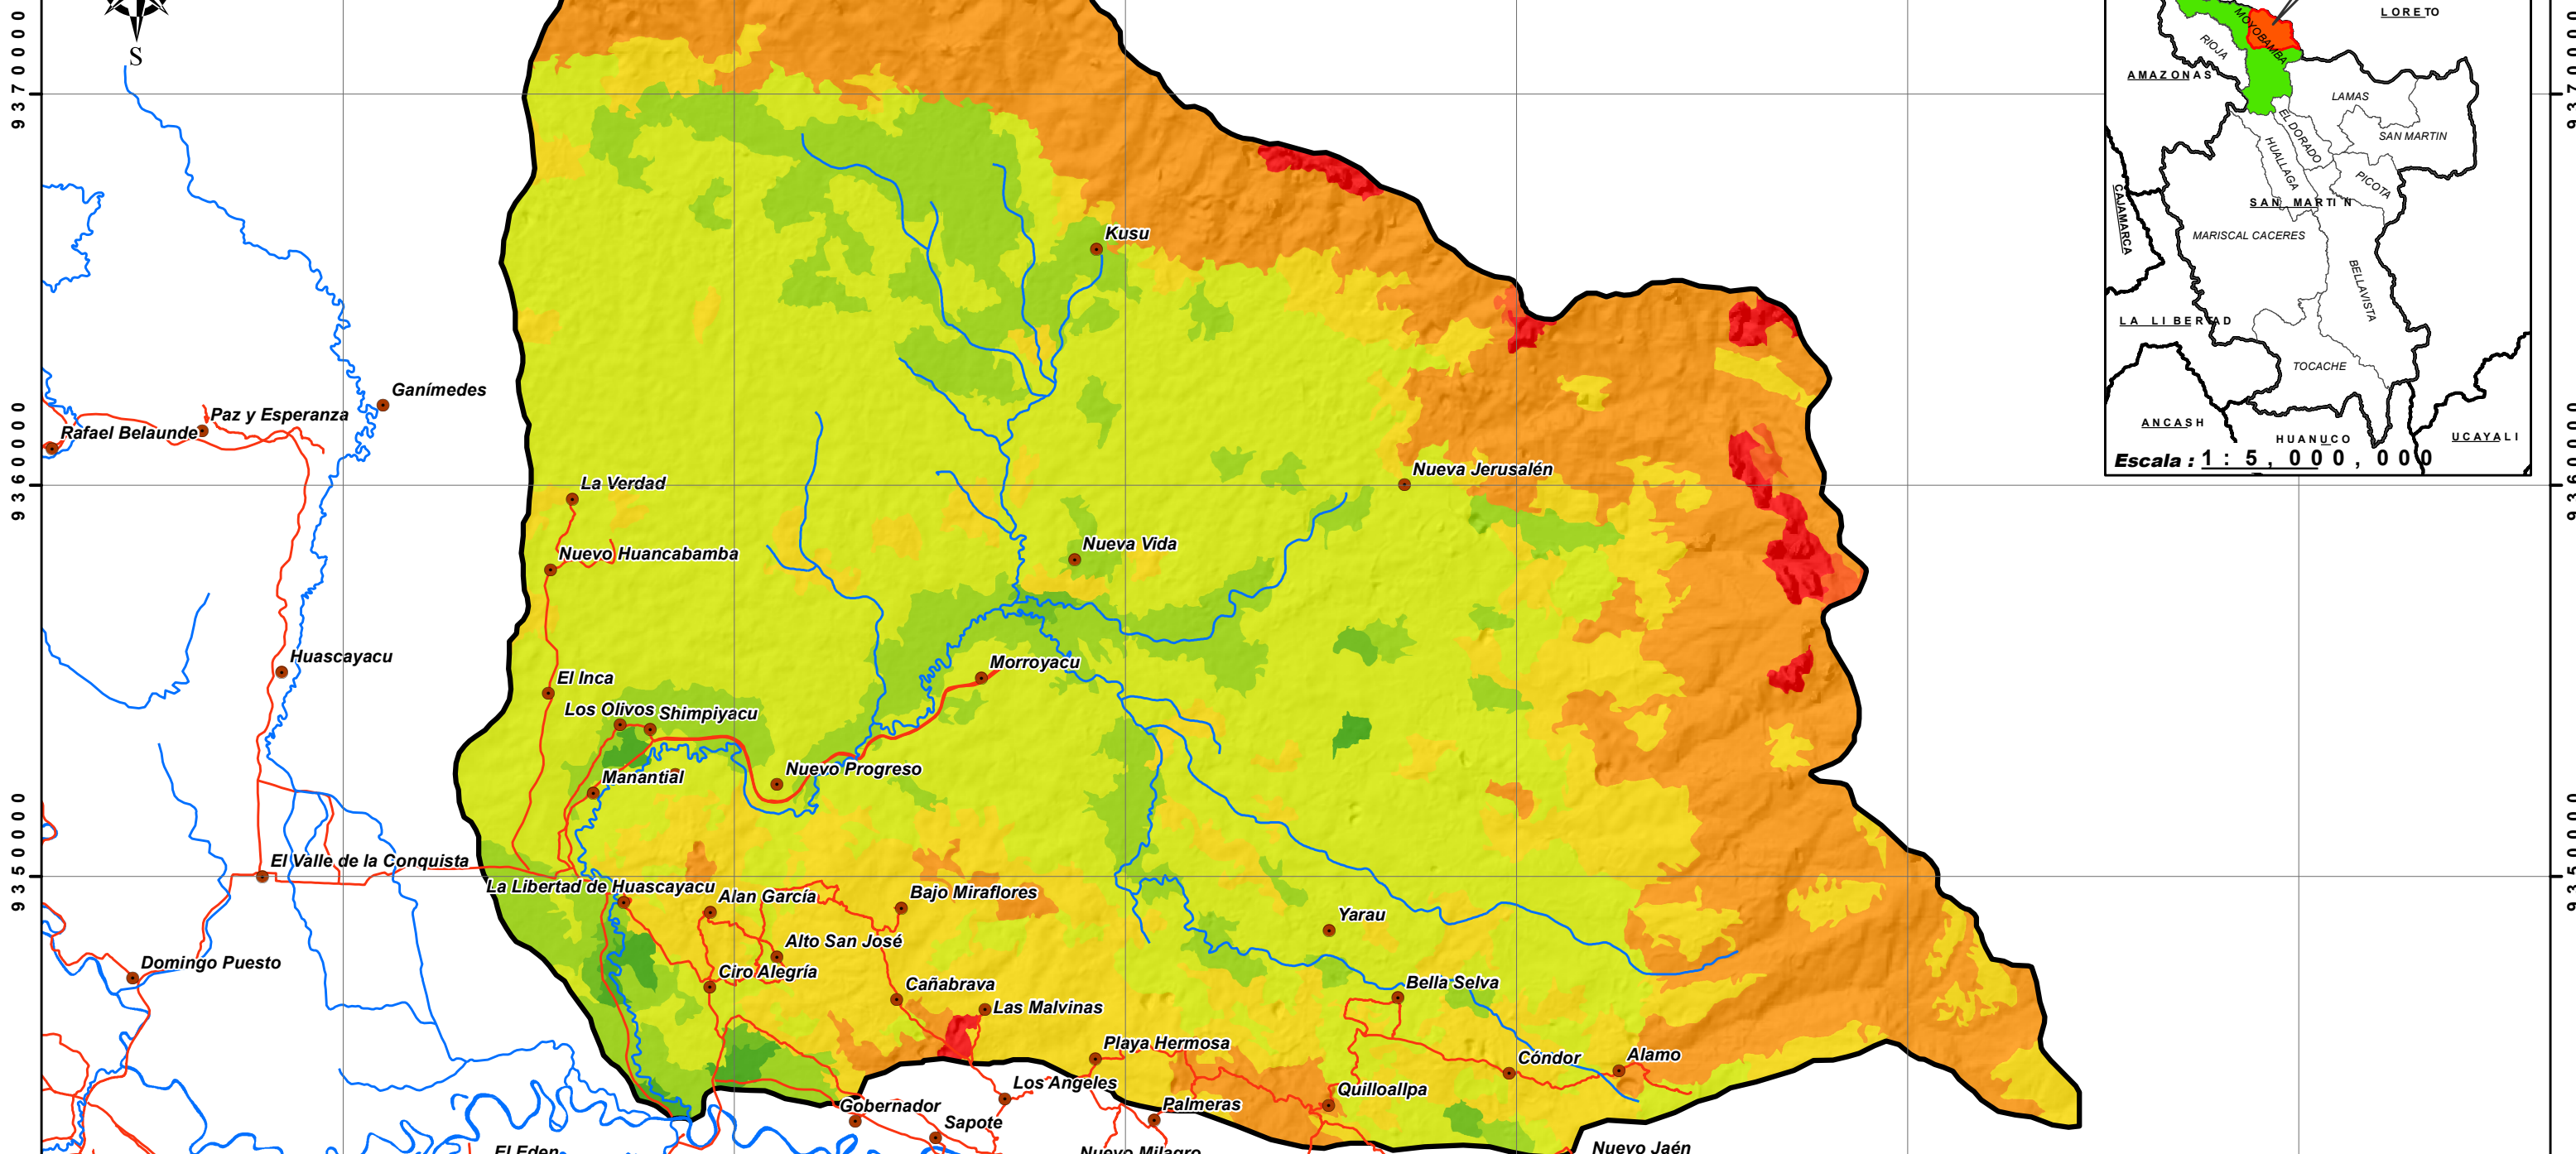 S
9370000
9370000
LORETO
MOYOBAMBA
RIOJA
AMAZONAS
LAMAS
SAN MARTIN
EL DORADO
HUALLAGA
PICOTA
CAJAMARCA
SAN MARTIN
MARISCAL CACERES
BELLAVISTA
LA LIBERTAD
TOCACHE
ANCASH
HUANUCO
UCAYALI
Escala : 1:5,000,000
Kusu
Ganímedes
Paz y Esperanza
Rafael Belaunde
9360000
9360000
La Verdad
Nueva Jerusalén
Nuevo Huancabamba
Nueva Vida
Huascayacu
Morroyacu
El Inca
Los Olivos
Shimpiyacu
Manantial
Nuevo Progreso
9350000
9350000
El Valle de la Conquista
La Libertad de Huascayacu
Alan García
Bajo Miraflores
Yarau
Alto San José
Domingo Puesto
Ciro Alegría
Cañabrava
Bella Selva
Las Malvinas
Playa Hermosa
Cóndor
Alamo
Los Angeles
Quilloallpa
Gobernador
Palmeras
Sapote
El Eden
Nuevo Milagro
Nuevo Jaén